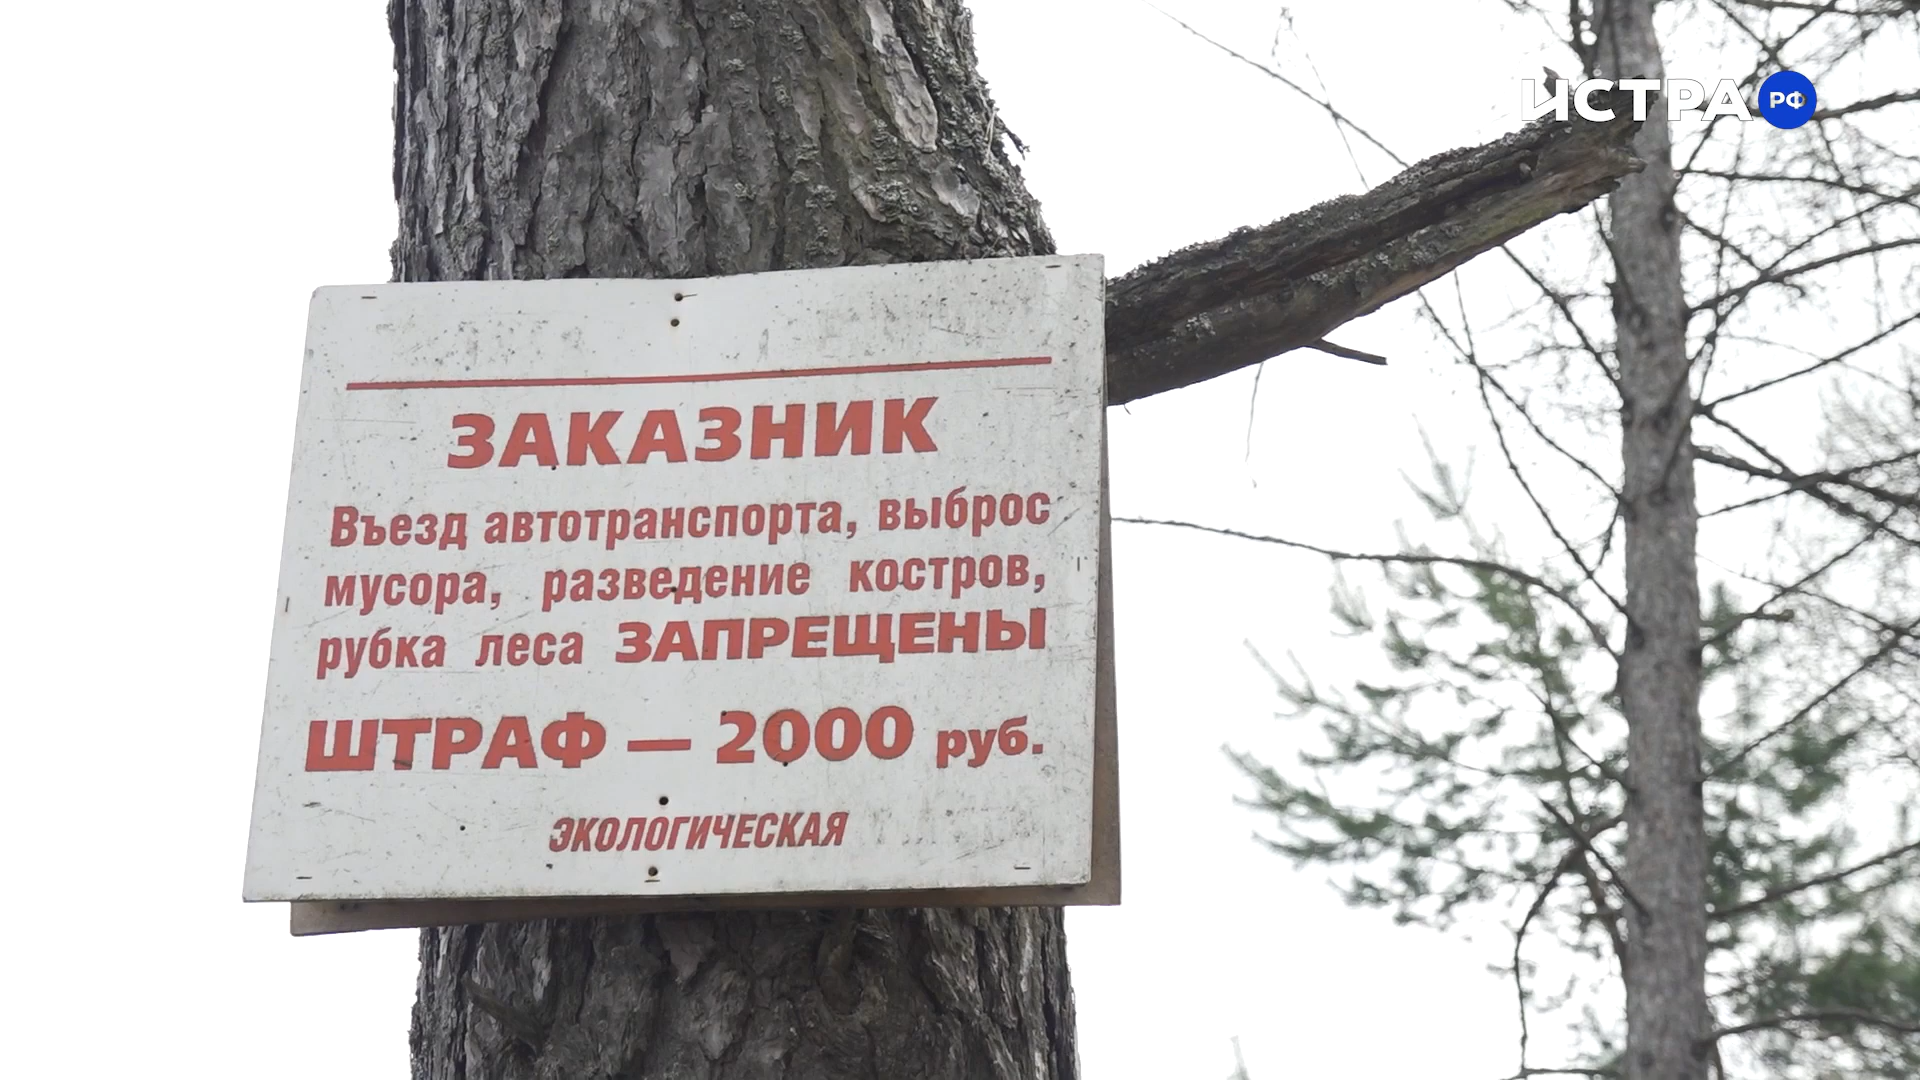 ИСТРА РФ
ЗАКАЗНИК
Въезд автотранспорта, выброс
мусора, разведение костров,
рубка леса ЗАПРЕЩЕНЫ
ШТРАФ — 2000 руб.
ЭКОЛОГИЧЕСКАЯ